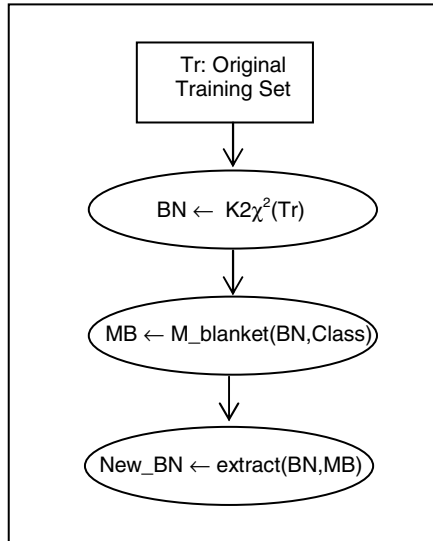 Tr: Original
Training Set
BN ← K2χ²(Tr)
MB ← M_blanket(BN,Class)
New_BN ← extract(BN,MB)